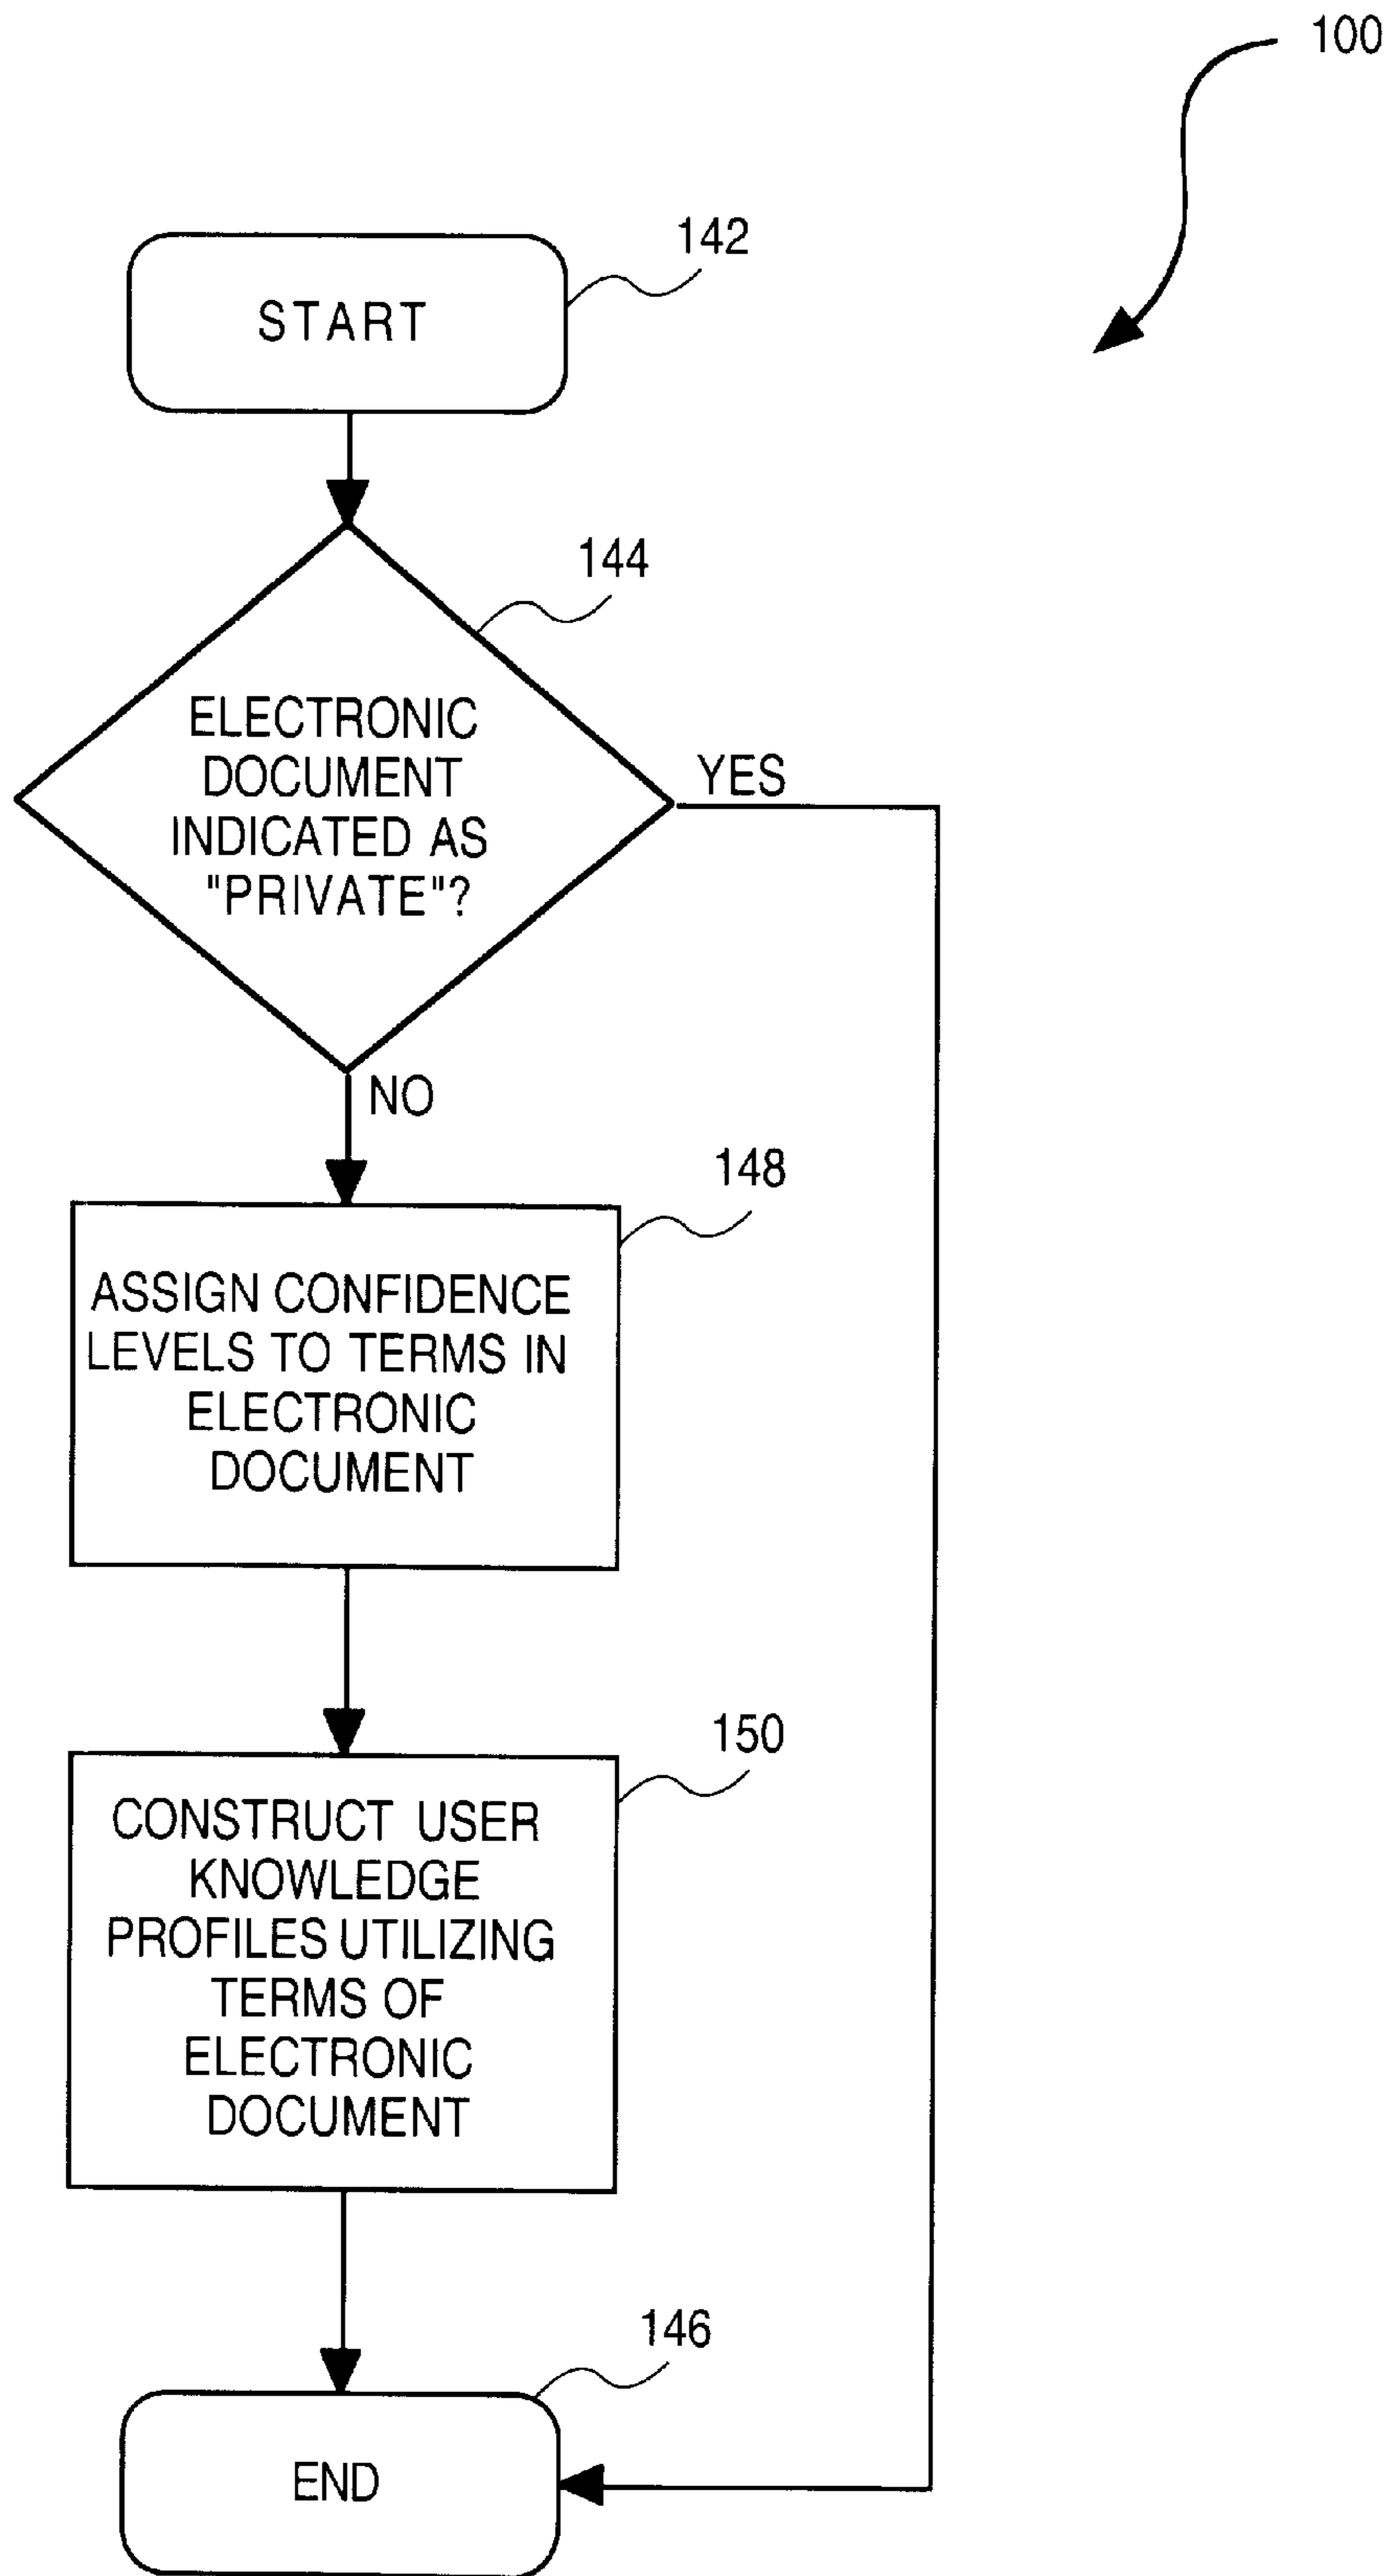 100
142
START
144
ELECTRONIC
DOCUMENT
INDICATED AS
"PRIVATE"?
YES
NO
148
ASSIGN CONFIDENCE
LEVELS TO TERMS IN
ELECTRONIC
DOCUMENT
150
CONSTRUCT USER
KNOWLEDGE
PROFILES UTILIZING
TERMS OF
ELECTRONIC
DOCUMENT
146
END